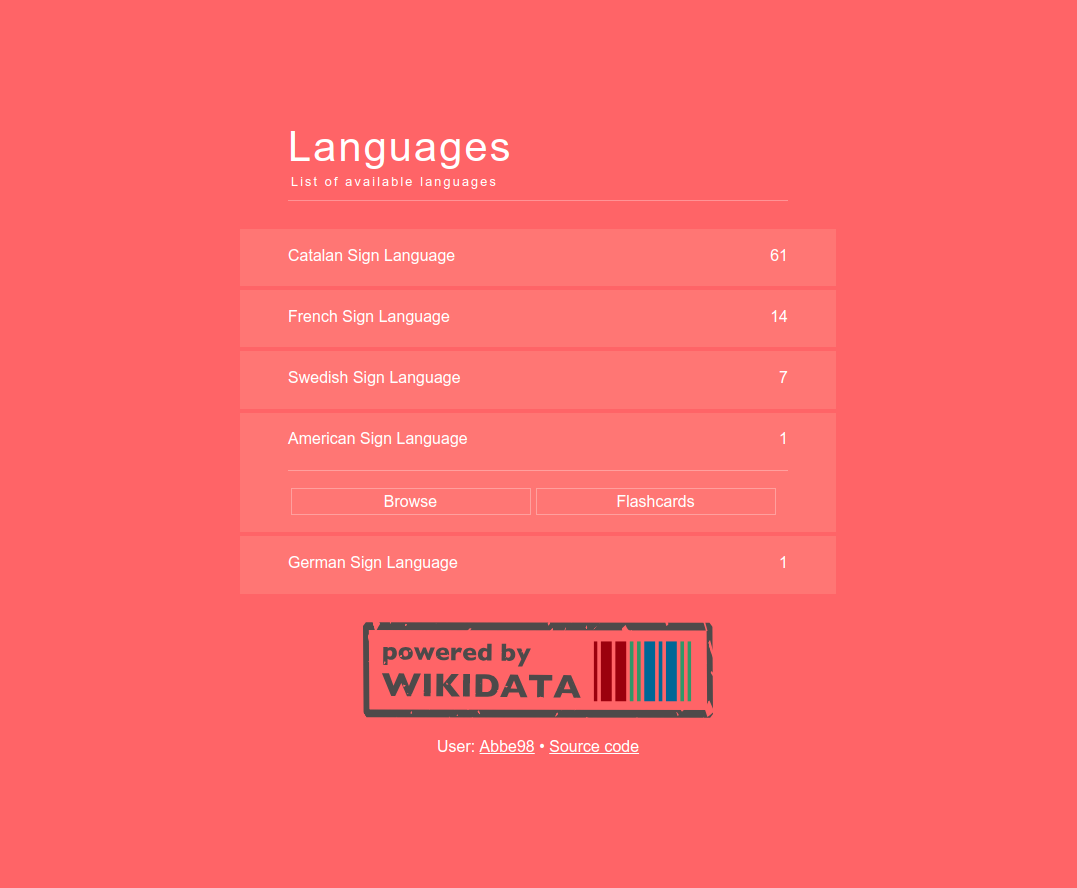 Languages
List of available languages
Catalan Sign Language 61
French Sign Language 14
Swedish Sign Language 7
American Sign Language 1
Browse Flashcards
German Sign Language 1
powered by
WIKIDATA
User: Abbe98 • Source code